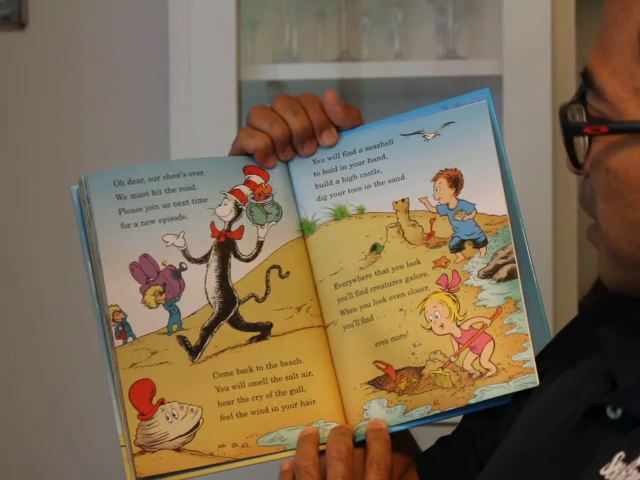 Oh dear, our show's over.
We must hit the road.
Please join us next time
for a new episode.
Come back to the beach.
You will smell the salt air,
hear the cry of the gull,
feel the wind in your hair.
40
You will find a seashell
to hold in your hand,
build a high castle,
dig your toes in the sand.
Everywhere that you look
you'll find creatures galore.
When you look even closer,
you'll find . . .
even more!
41